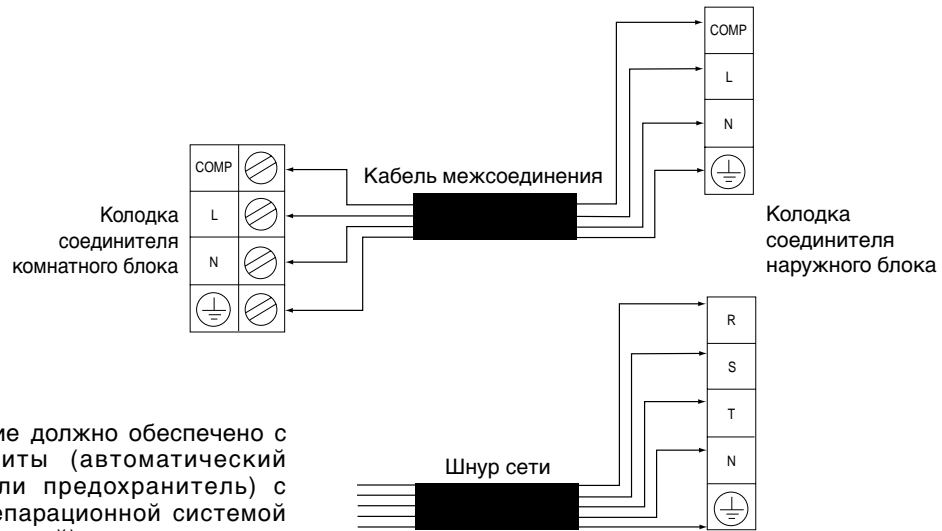 COMP
L
N
Кабель межсоединения
COMP
L
N
Колодка
соединителя
комнатного блока
Колодка
соединителя
наружного блока
R
S
T
N
Шнур сети
ие должно обеспечено с
иты (автоматический
ли предохранитель) с
епарационной системой